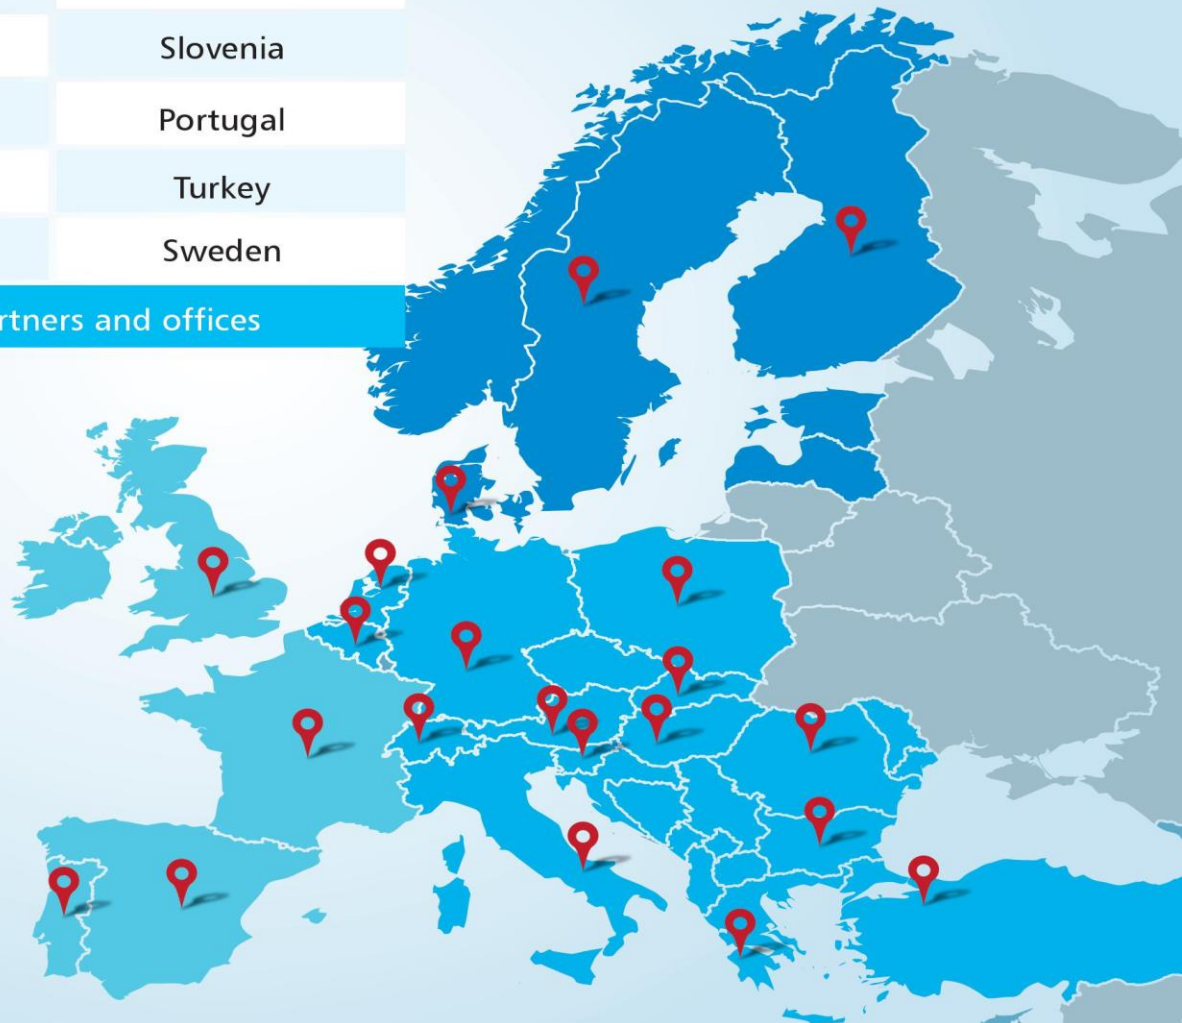 Slovenia
Portugal
Turkey
Sweden
rtners and offices